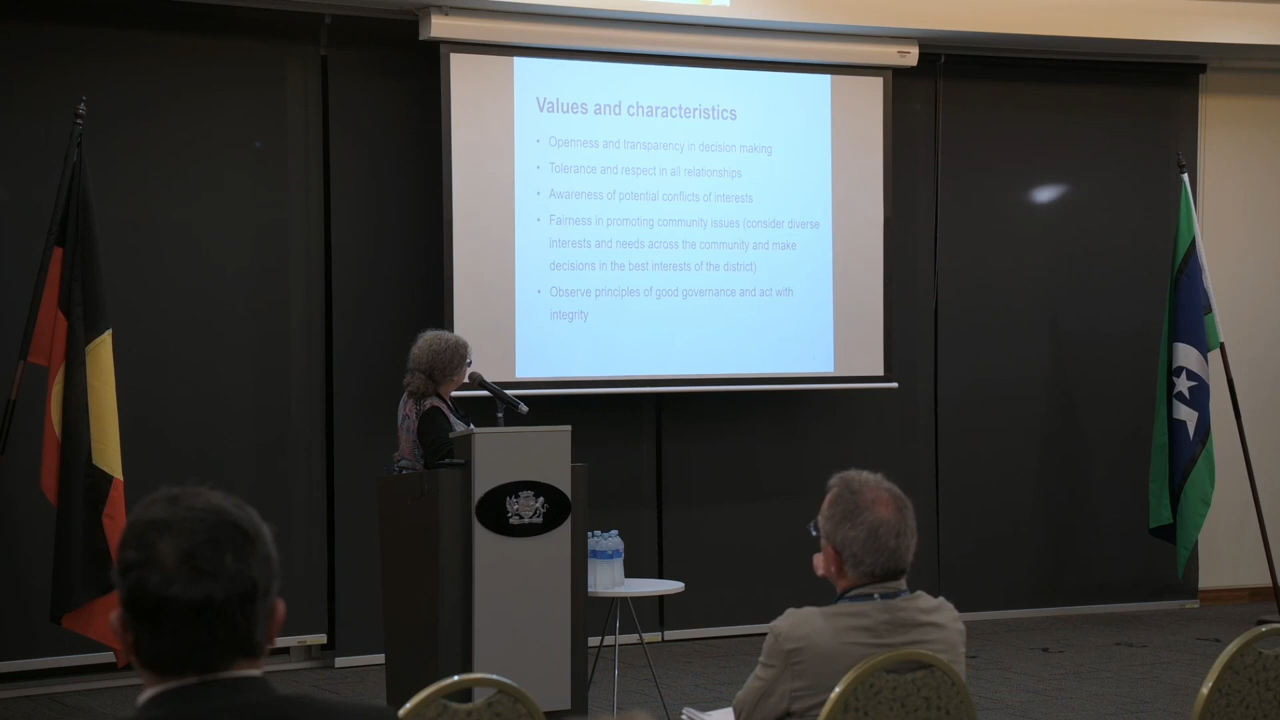 Values and characteristics
• Openness and transparency in decision making
• Tolerance and respect in all relationships
• Awareness of potential conflicts of interests
• Fairness in promoting community issues (consider diverse
interests and needs across the community and make
decisions in the best interests of the district)
• Observe principles of good governance and act with
integrity